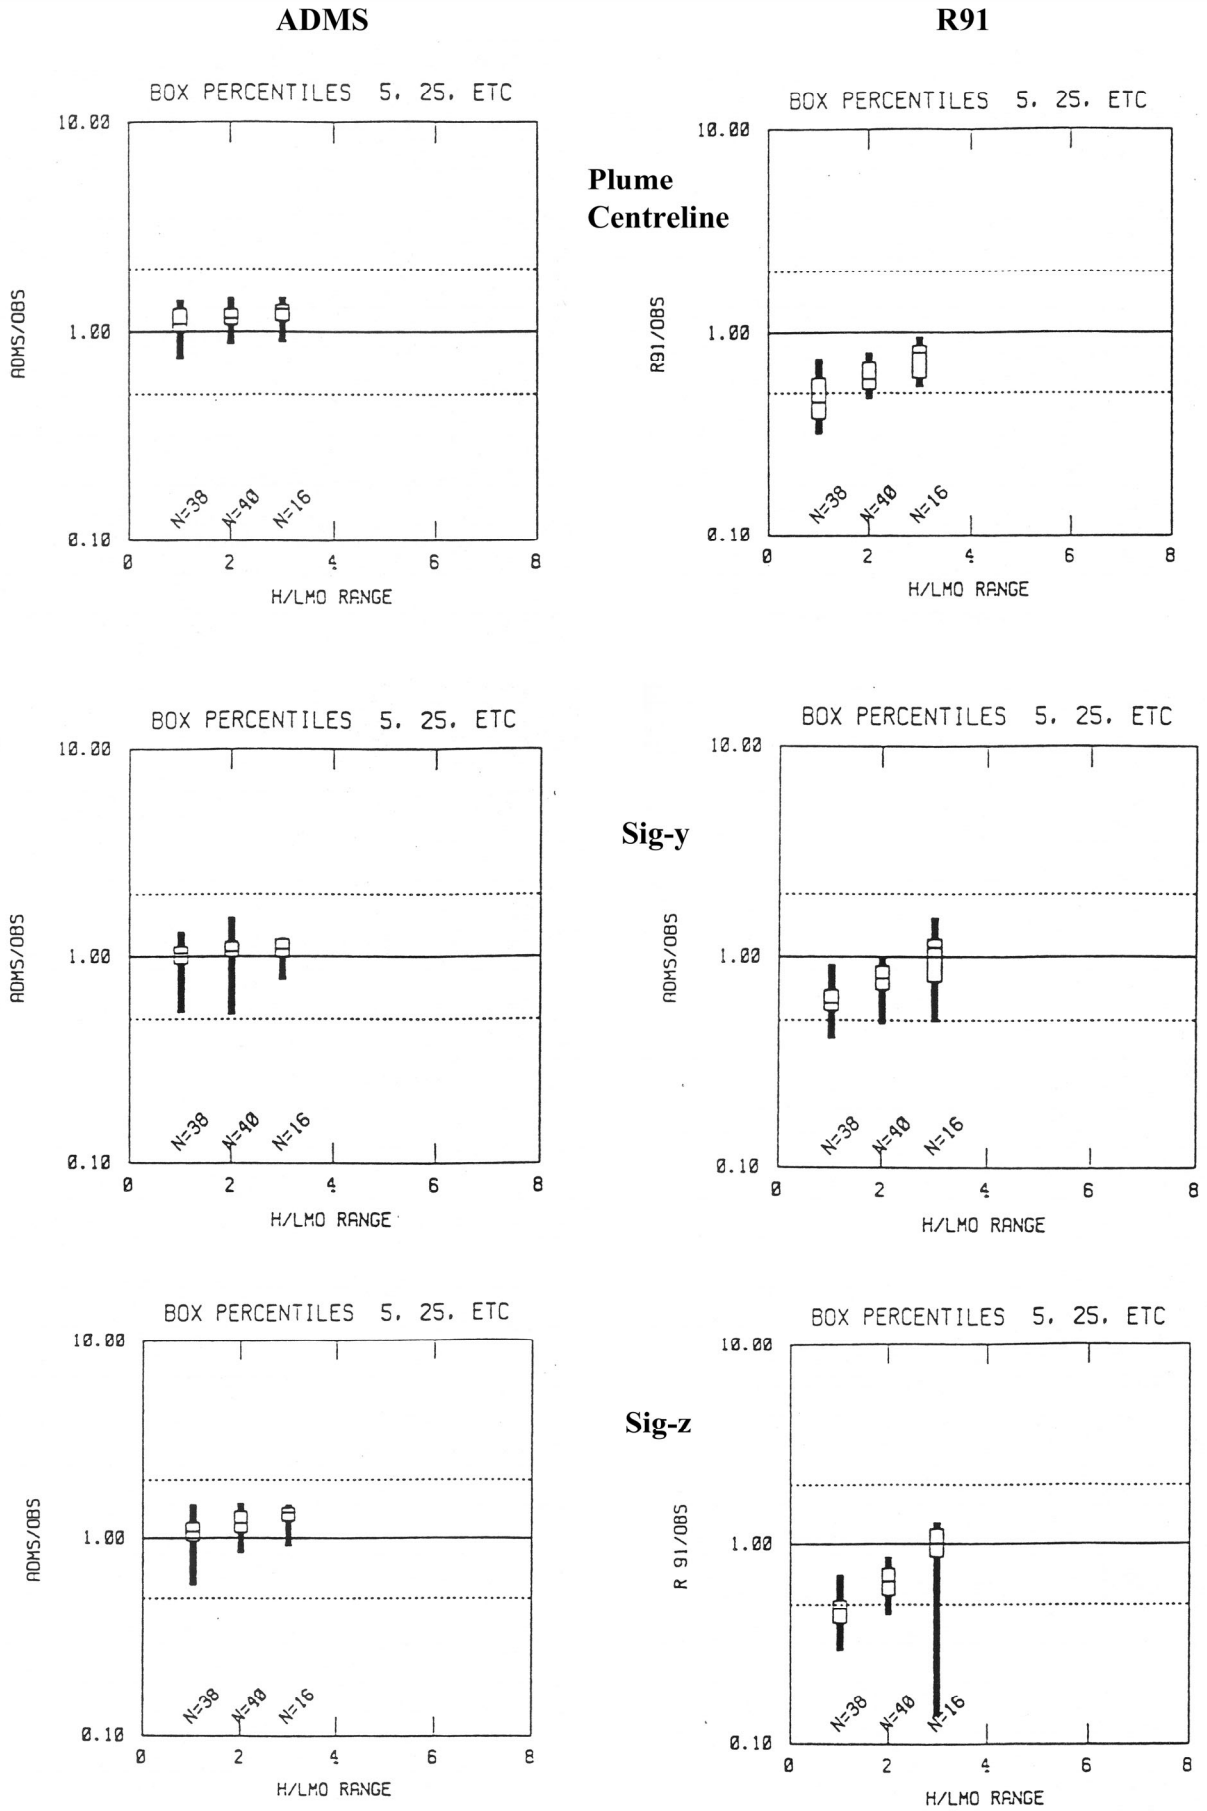 ADMS
R91
BOX PERCENTILES 5. 25. ETC
10.00
ADMS/OBS
1.00
0.10
N=38 N=40 N=16
0 2 4 6 8
H/LMO RANGE
Plume
Centreline
BOX PERCENTILES 5. 25. ETC
10.00
R91/OBS
1.00
0.10
N=38 N=40 N=16
0 2 4 6 8
H/LMO RANGE
BOX PERCENTILES 5. 25. ETC
10.00
ADMS/OBS
1.00
0.10
N=38 N=40 N=16
0 2 4 6 8
H/LMO RANGE
Sig-y
BOX PERCENTILES 5. 25. ETC
10.00
ADMS/OBS
1.00
0.10
N=38 N=40 N=16
0 2 4 6 8
H/LMO RANGE
BOX PERCENTILES 5. 25. ETC
10.00
ADMS/OBS
1.00
0.10
N=38 N=40 N=16
0 2 4 6 8
H/LMO RANGE
Sig-z
BOX PERCENTILES 5. 25. ETC
10.00
R 91/OBS
1.00
0.10
N=38 N=40 N=16
0 2 4 6 8
H/LMO RANGE